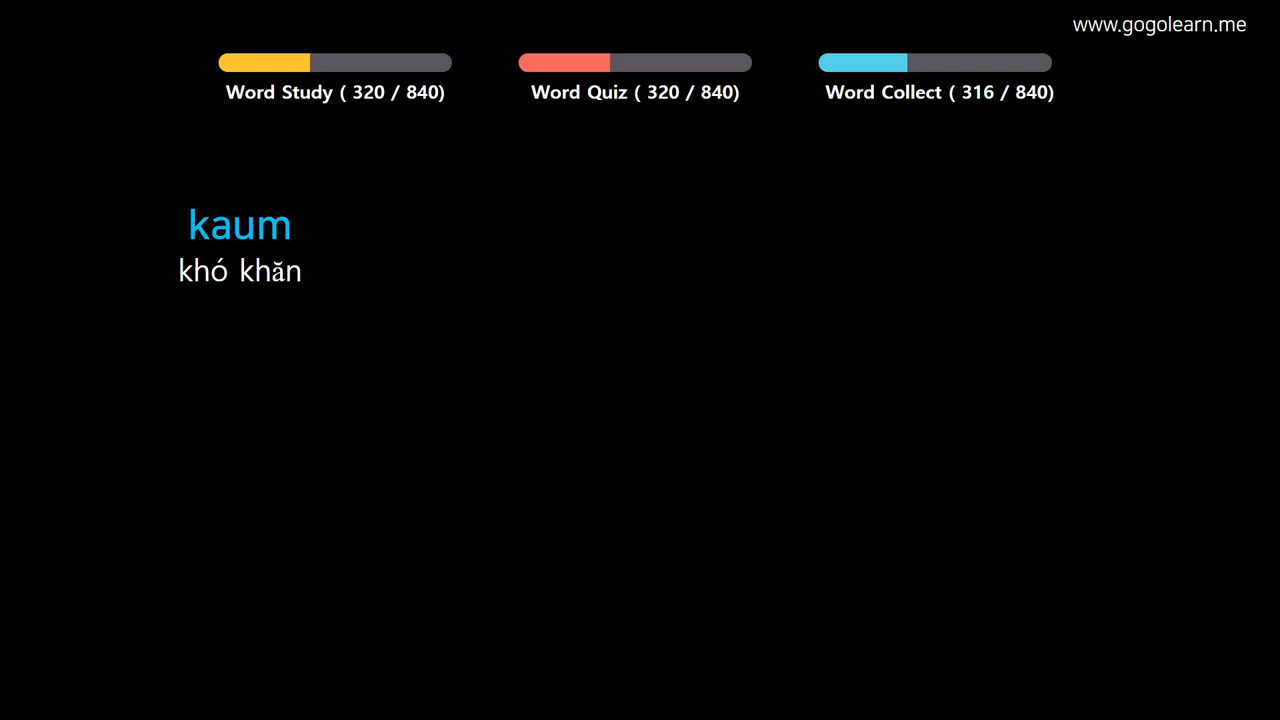 www.gogolearn.me
Word Study ( 320 / 840)
Word Quiz ( 320 / 840)
Word Collect ( 316 / 840)
kaum
khó khăn